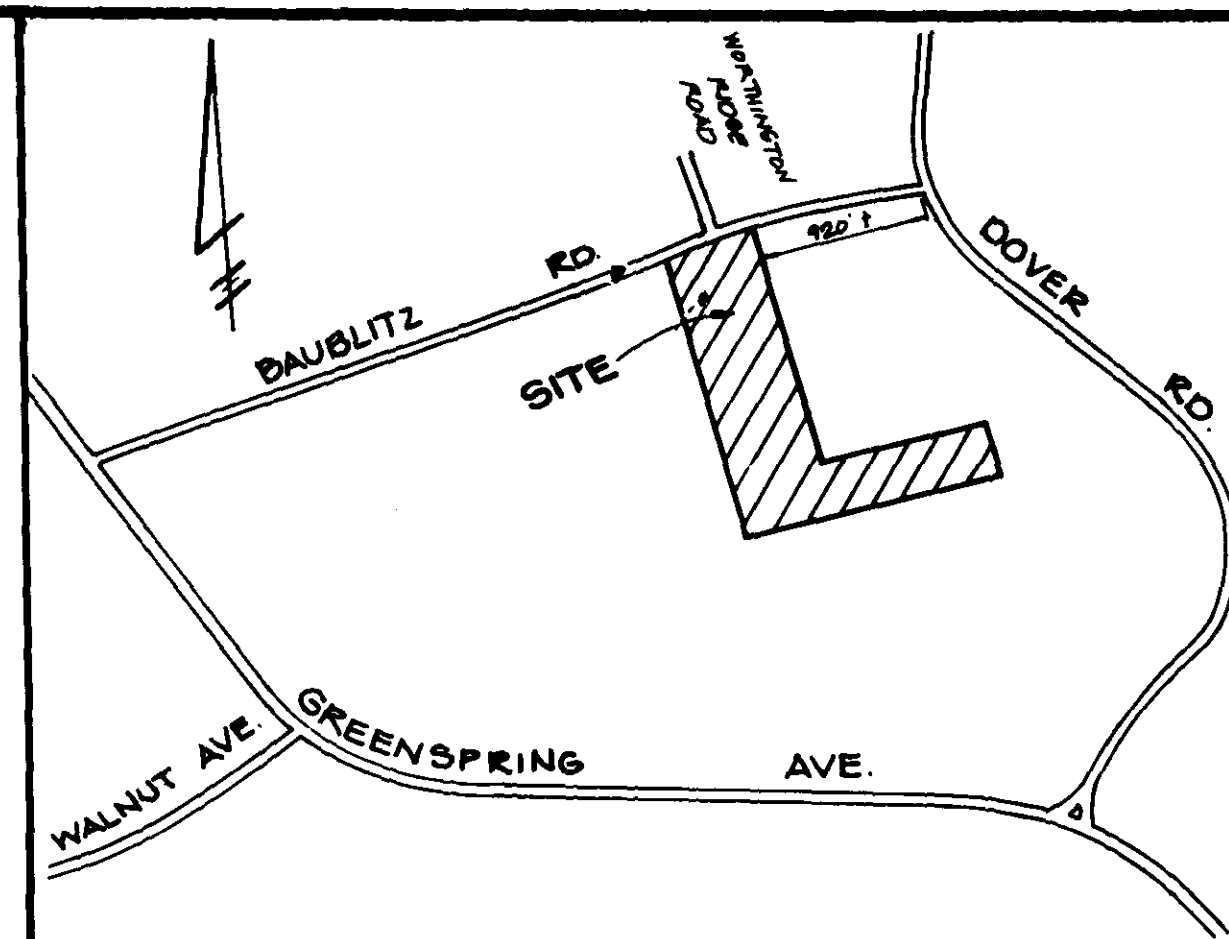 WORTHINGTON
RIDGE
ROAD
920' ±
DOVER
RD.
BAUBLITZ
RD.
SITE
GREENSPRING
AVE.
WALNUT AVE.